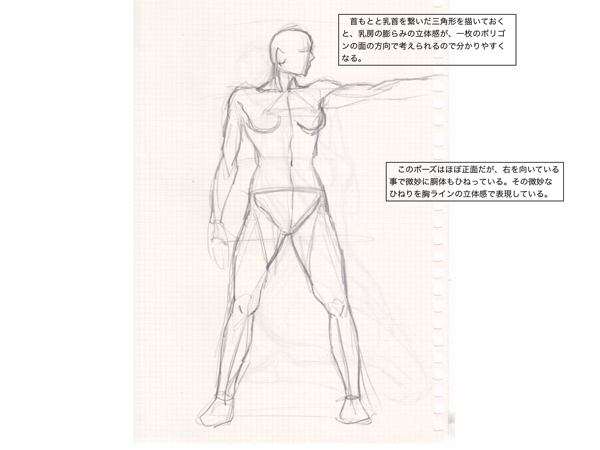 首もとと乳首を繋いだ三角形を描いておく
と、乳房の膨らみの立体感が、一枚のポリゴ
ンの面の方向で考えられるので分かりやすく
なる。
このポーズはほぼ正面だが、右を向いている
事で微妙に胴体もひねっている。その微妙な
ひねりを胸ラインの立体感で表現している。